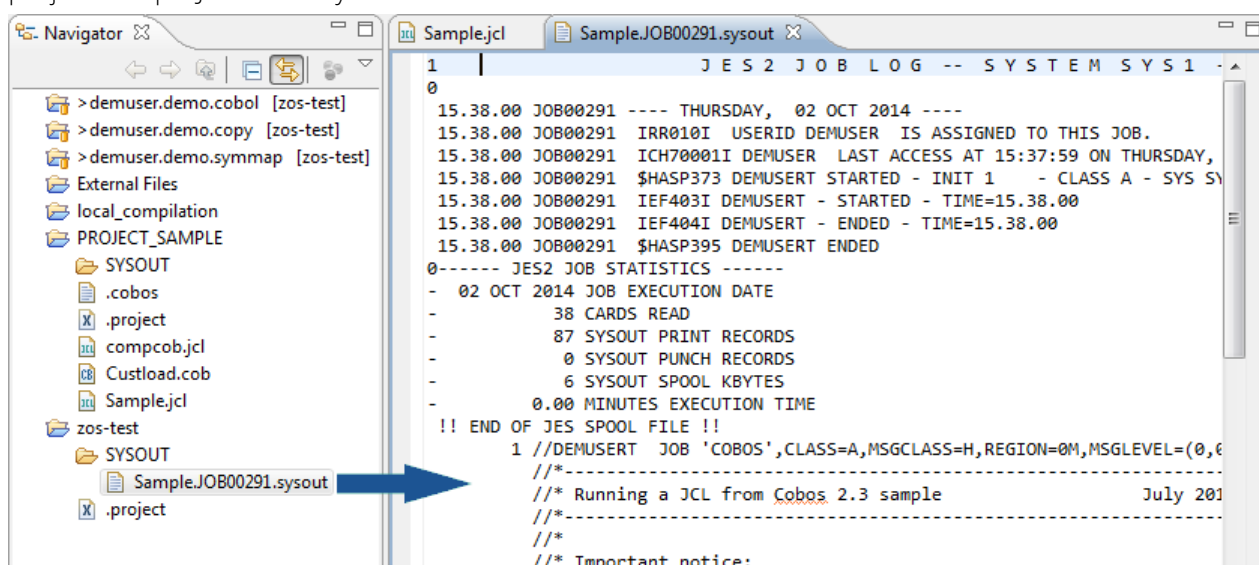 Navigator
>demuser.demo.cobol [zos-test]
>demuser.demo.copy [zos-test]
>demuser.demo.symmap [zos-test]
External Files
local_compilation
PROJECT_SAMPLE
SYSOUT
.cobos
.project
compcob.jcl
Custload.cob
Sample.jcl
zos-test
SYSOUT
Sample.JOB00291.sysout
.project
Sample.jcl
Sample.JOB00291.sysout
1 J E S 2 J O B L O G -- S Y S T E M S Y S 1 -
0
15.38.00 JOB00291 ---- THURSDAY, 02 OCT 2014 ----
15.38.00 JOB00291 IRR010I USERID DEMUSER IS ASSIGNED TO THIS JOB.
15.38.00 JOB00291 ICH70001I DEMUSER LAST ACCESS AT 15:37:59 ON THURSDAY,
15.38.00 JOB00291 $HASP373 DEMUSERT STARTED - INIT 1 - CLASS A - SYS SY
15.38.00 JOB00291 IEF403I DEMUSERT - STARTED - TIME=15.38.00
15.38.00 JOB00291 IEF404I DEMUSERT - ENDED - TIME=15.38.00
15.38.00 JOB00291 $HASP395 DEMUSERT ENDED
0------ JES2 JOB STATISTICS ------
- 02 OCT 2014 JOB EXECUTION DATE
- 38 CARDS READ
- 87 SYSOUT PRINT RECORDS
- 0 SYSOUT PUNCH RECORDS
- 6 SYSOUT SPOOL KBYTES
- 0.00 MINUTES EXECUTION TIME
!! END OF JES SPOOL FILE !!
1 //DEMUSERT JOB 'COBOS',CLASS=A,MSGCLASS=H,REGION=0M,MSGLEVEL=(0,0
//*----------------------------------------------------------------
//* Running a JCL from Cobos 2.3 sample July 201
//*----------------------------------------------------------------
//*
//* Important notice: